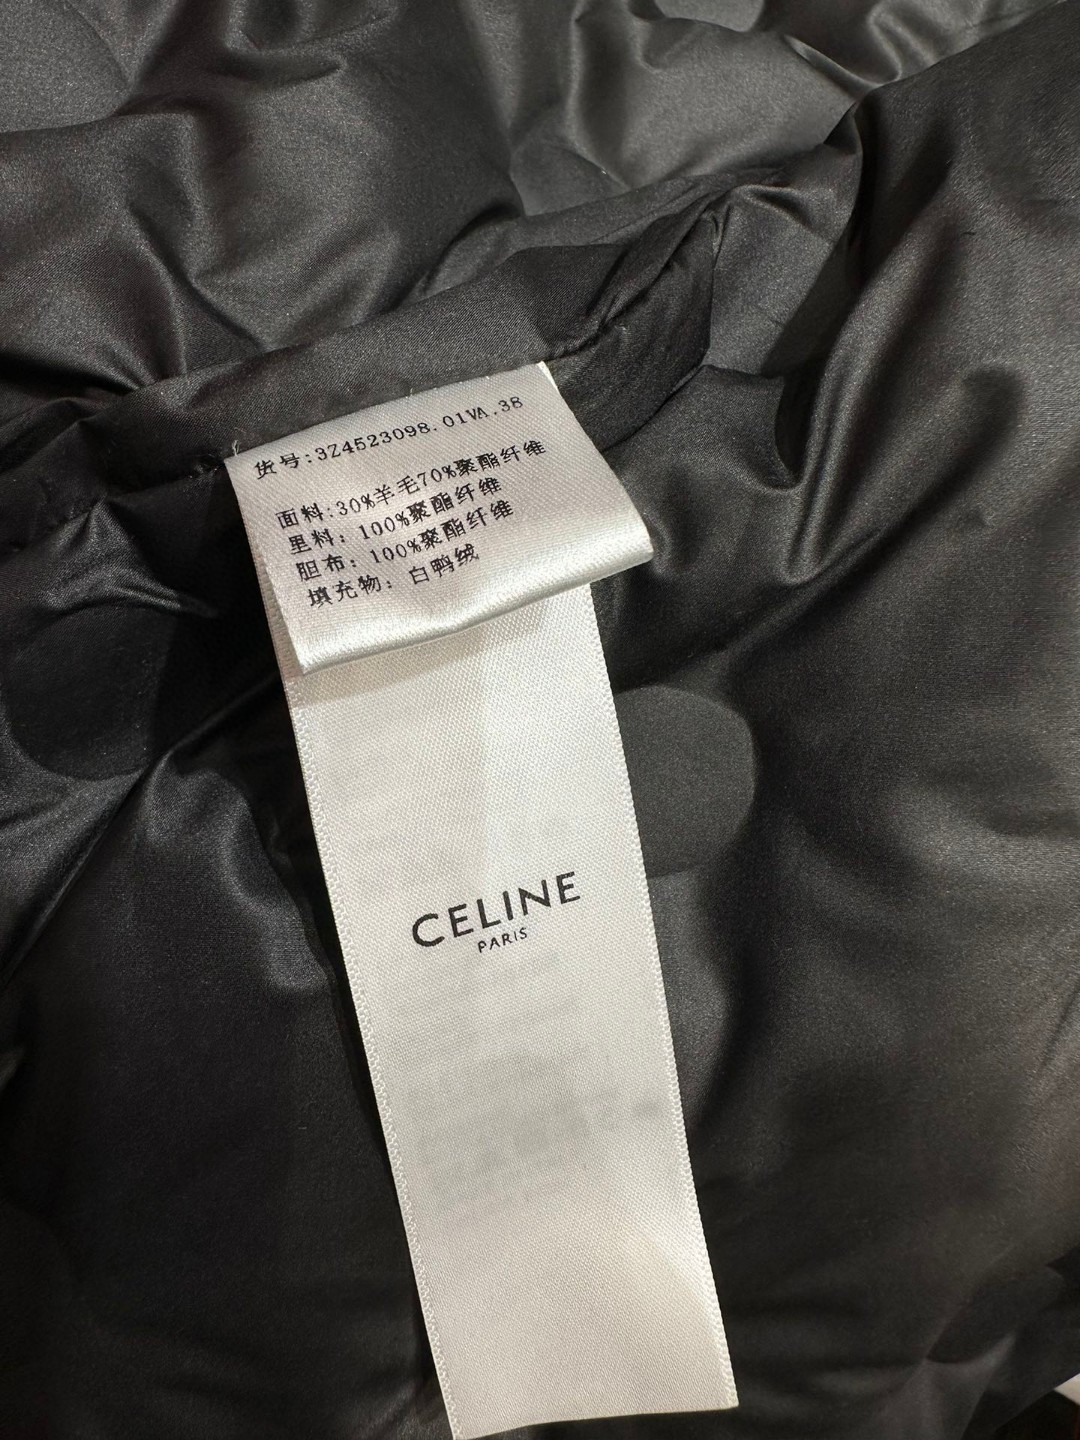 货号:3Z4523098.01VA.38
面料:30%羊毛70%聚酯纤维
里料: 100%聚酯纤维
胆布: 100%聚酯纤维
填充物: 白鸭绒
CELINE
PARIS